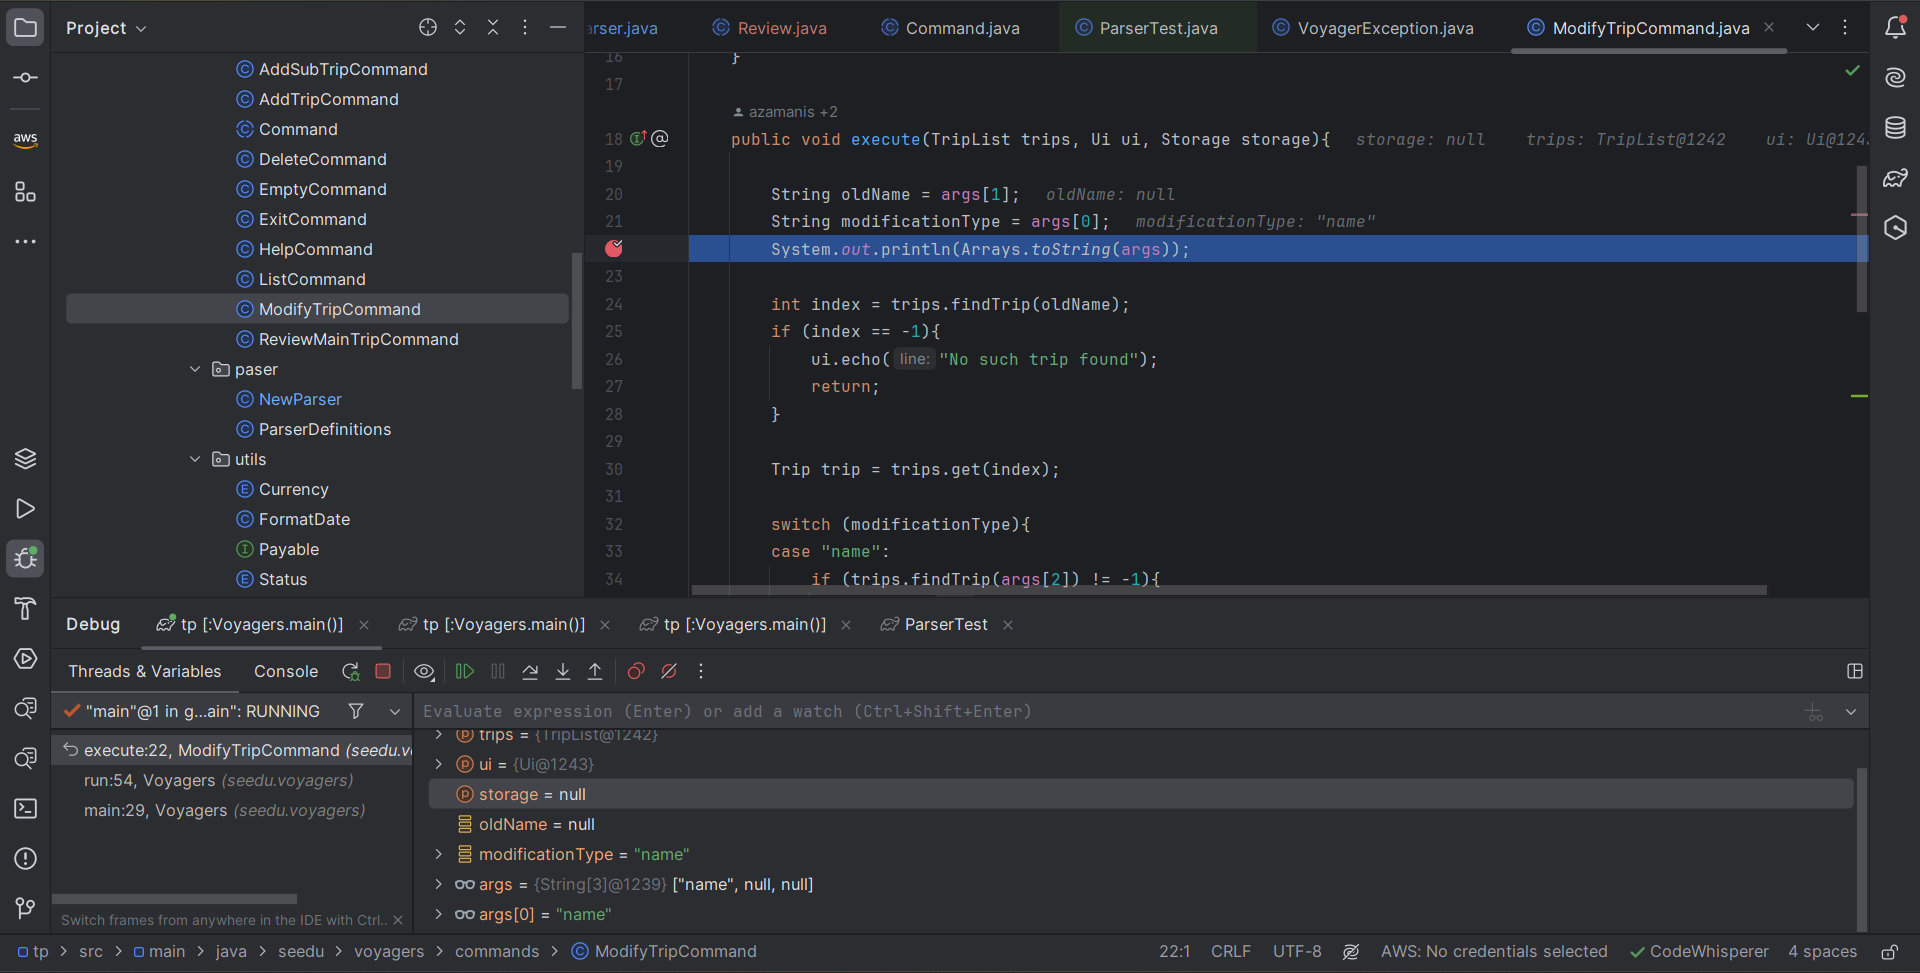 Project
arser.java
Review.java
Command.java
ParserTest.java
VoyagerException.java
ModifyTripCommand.java
aws
AddSubTripCommand
AddTripCommand
Command
DeleteCommand
EmptyCommand
ExitCommand
HelpCommand
ListCommand
ModifyTripCommand
ReviewMainTripCommand
paser
NewParser
ParserDefinitions
utils
Currency
FormatDate
Payable
Status
16 }
17
azamanis +2
18 public void execute(TripList trips, Ui ui, Storage storage){ storage: null trips: TripList@1242 ui: Ui@1243
19
20 String oldName = args[1]; oldName: null
21 String modificationType = args[0]; modificationType: "name"
System.out.println(Arrays.toString(args));
23
24 int index = trips.findTrip(oldName);
25 if (index == -1){
26 ui.echo( line: "No such trip found");
27 return;
28 }
29
30 Trip trip = trips.get(index);
31
32 switch (modificationType){
33 case "name":
34 if (trips.findTrip(args[2]) != -1){
Debug tp [:Voyagers.main()] tp [:Voyagers.main()] tp [:Voyagers.main()] ParserTest
Threads & Variables Console
"main"@1 in g...ain": RUNNING
Evaluate expression (Enter) or add a watch (Ctrl+Shift+Enter)
execute:22, ModifyTripCommand (seedu.v
run:54, Voyagers (seedu.voyagers)
main:29, Voyagers (seedu.voyagers)
Switch frames from anywhere in the IDE with Ctrl..
trips = {TripList@1242}
ui = {Ui@1243}
storage = null
oldName = null
modificationType = "name"
args = {String[3]@1239} ["name", null, null]
args[0] = "name"
tp > src > main > java > seedu > voyagers > commands > ModifyTripCommand
22:1 CRLF UTF-8 AWS: No credentials selected CodeWhisperer 4 spaces